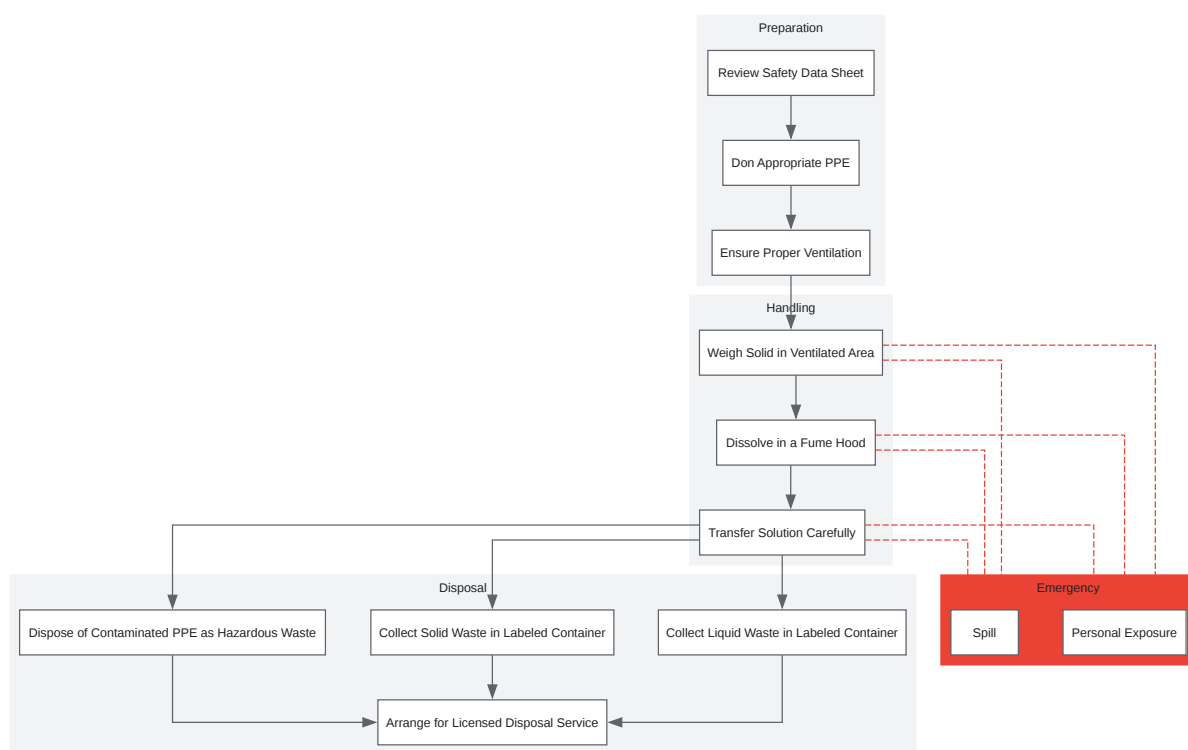 Preparation
Review Safety Data Sheet
Don Appropriate PPE
Ensure Proper Ventilation
Handling
Weigh Solid in Ventilated Area
Dissolve in a Fume Hood
Transfer Solution Carefully
Disposal
Emergency
Dispose of Contaminated PPE as Hazardous Waste
Collect Solid Waste in Labeled Container
Collect Liquid Waste in Labeled Container
Spill
Personal Exposure
Arrange for Licensed Disposal Service